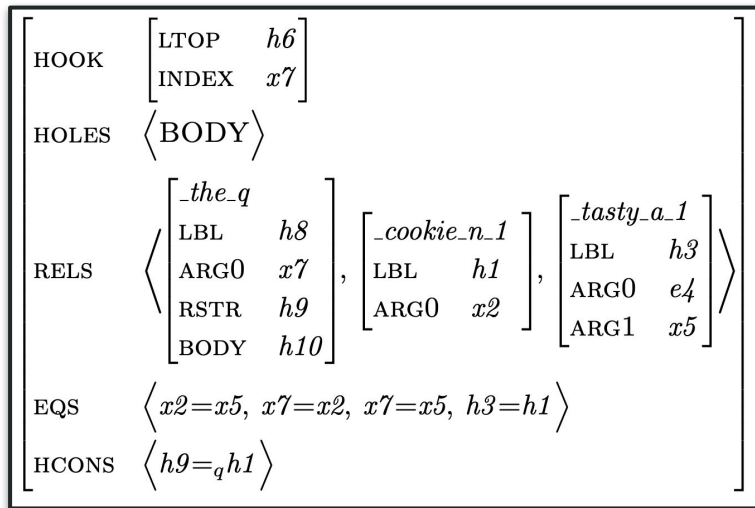 HOOK [LTOP h6
INDEX x7]
HOLES ⟨BODY⟩
RELS ⟨[_the_q
LBL h8
ARG0 x7
RSTR h9
BODY h10], [_cookie_n_1
LBL h1
ARG0 x2], [_tasty_a_1
LBL h3
ARG0 e4
ARG1 x5]⟩
EQS ⟨x2=x5, x7=x2, x7=x5, h3=h1⟩
HCONS ⟨h9=qh1⟩